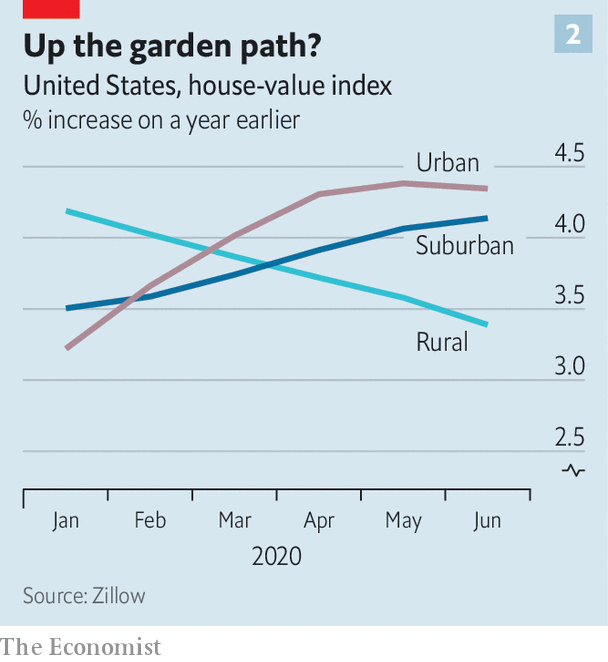 Up the garden path?
2
United States, house-value index
% increase on a year earlier
4.5
Urban
4.0
Suburban
3.5
Rural
3.0
2.5
Jan Feb Mar Apr May Jun
2020
Source: Zillow
The Economist